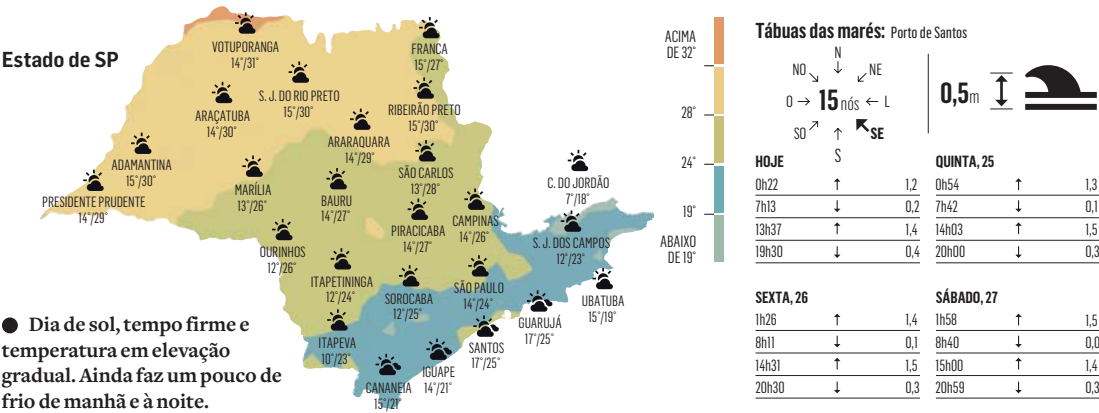 Estado de SP
VOTUPORANGA
14°/31°
FRANCA
15°/27°
S. J. DO RIO PRETO
15°/30°
ARAÇATUBA
14°/30°
RIBEIRÃO PRETO
15°/30°
ARARAQUARA
14°/29°
ADAMANTINA
15°/30°
PRESIDENTE PRUDENTE
14°/29°
MARÍLIA
13°/26°
BAURU
14°/27°
SÃO CARLOS
13°/28°
C. DO JORDÃO
7°/18°
PIRACICABA
14°/27°
CAMPINAS
14°/26°
S. J. DOS CAMPOS
12°/23°
OURINHOS
12°/26°
ITAPETININGA
12°/24°
SOROCABA
12°/25°
SÃO PAULO
14°/24°
UBATUBA
15°/19°
GUARUJÁ
17°/25°
ITAPEVA
10°/23°
SANTOS
17°/25°
IGUAPE
14°/21°
CANANEIA
15°/21°
● Dia de sol, tempo firme e
temperatura em elevação
gradual. Ainda faz um pouco de
frio de manhã e à noite.
ACIMA
DE 32°
28°
24°
19°
ABAIXO
DE 19°
Tábuas das marés: Porto de Santos
N
NO ↘ ↓ ↙ NE
O → 15 nós ← L
SO ↗ ↑ ↖ SE
S
0,5m
HOJE
0h22 ↑ 1,2
7h13 ↓ 0,2
13h37 ↑ 1,4
19h30 ↓ 0,4
QUINTA, 25
0h54 ↑ 1,3
7h42 ↓ 0,1
14h03 ↑ 1,5
20h00 ↓ 0,3
SEXTA, 26
1h26 ↑ 1,4
8h11 ↓ 0,1
14h31 ↑ 1,5
20h30 ↓ 0,3
SÁBADO, 27
1h58 ↑ 1,5
8h40 ↓ 0,0
15h00 ↑ 1,4
20h59 ↓ 0,3